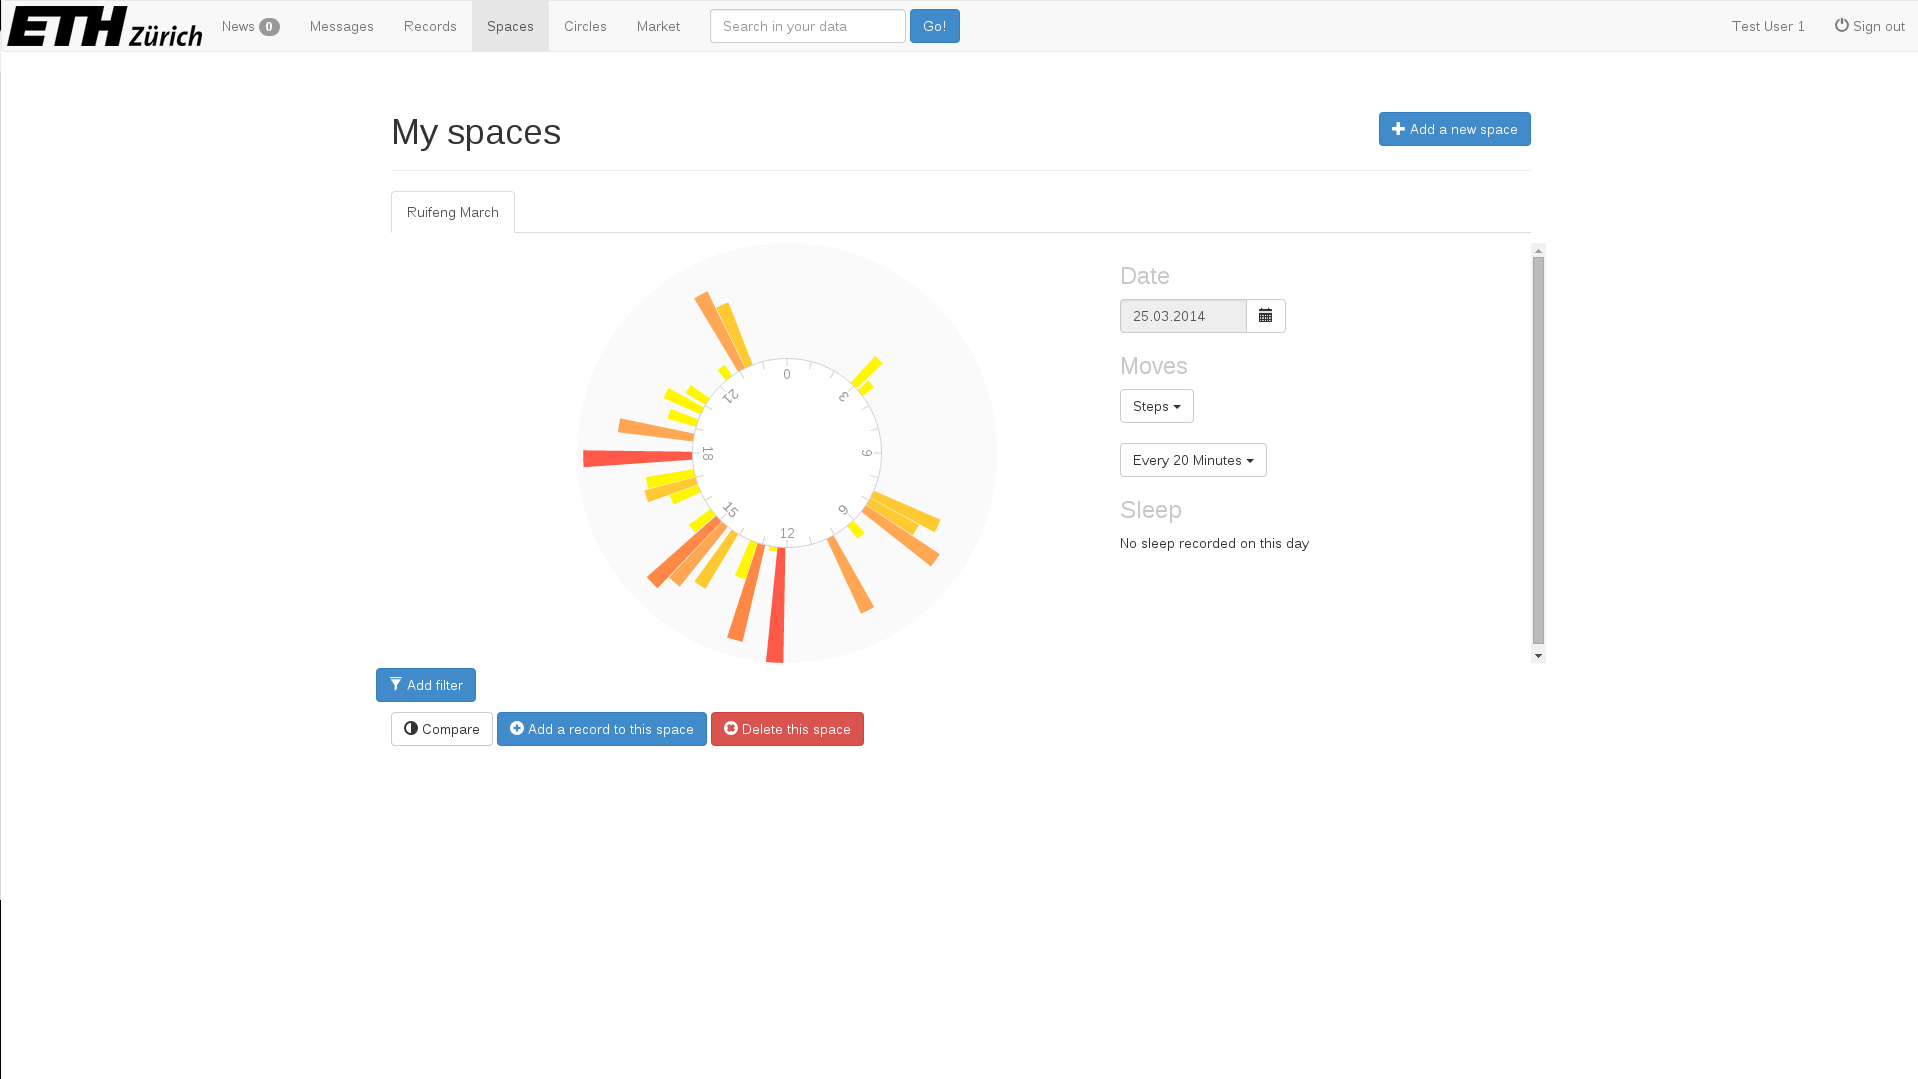 ETH Zürich News 0 Messages Records Spaces Circles Market Search in your data Go! Test User 1 Sign out
My spaces
Add a new space
Ruifeng March
0
3
6
9
12
15
18
21
Date
25.03.2014
Moves
Steps
Every 20 Minutes
Sleep
No sleep recorded on this day
Add filter
Compare Add a record to this space Delete this space